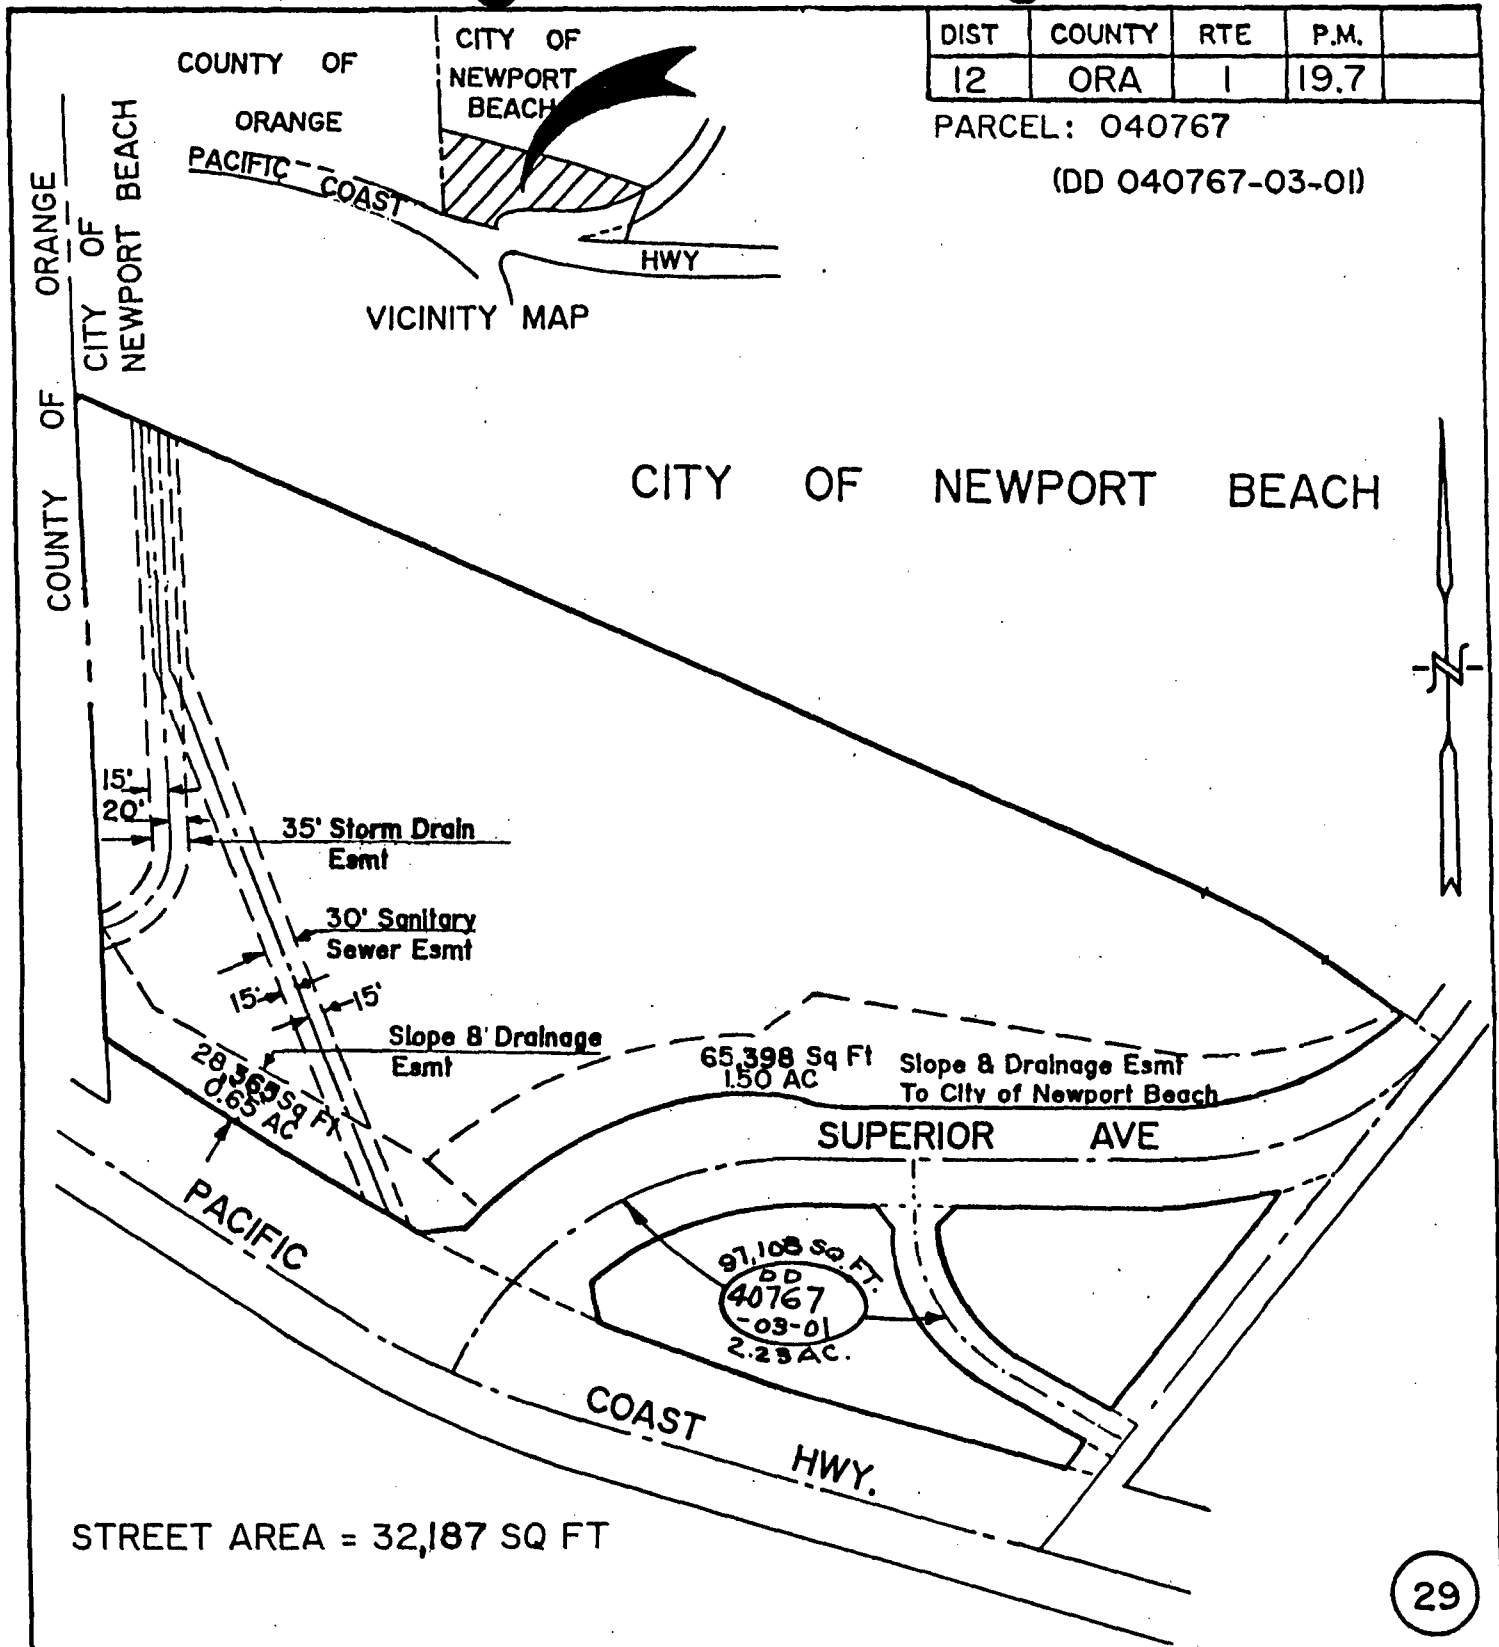 COUNTY OF
ORANGE
CITY OF
NEWPORT
BEACH
PACIFIC COAST
HWY
VICINITY MAP
DIST COUNTY RTE P.M.
12 ORA 1 19.7
PARCEL: 040767
(DD 040767-03-01)
COUNTY OF ORANGE
CITY OF
NEWPORT BEACH
CITY OF NEWPORT BEACH
N
15'
20'
35' Storm Drain
Esmt
30' Sanitary
Sewer Esmt
15'
15'
Slope 8' Drainage
Esmt
28,365 Sq Ft
0.65 AC
65,398 Sq Ft
1.50 AC
Slope & Drainage Esmt
To City of Newport Beach
SUPERIOR AVE
PACIFIC
COAST
HWY.
97,108 SQ. FT.
DD
40767
-03-01
2.23 AC.
STREET AREA = 32,187 SQ FT
29